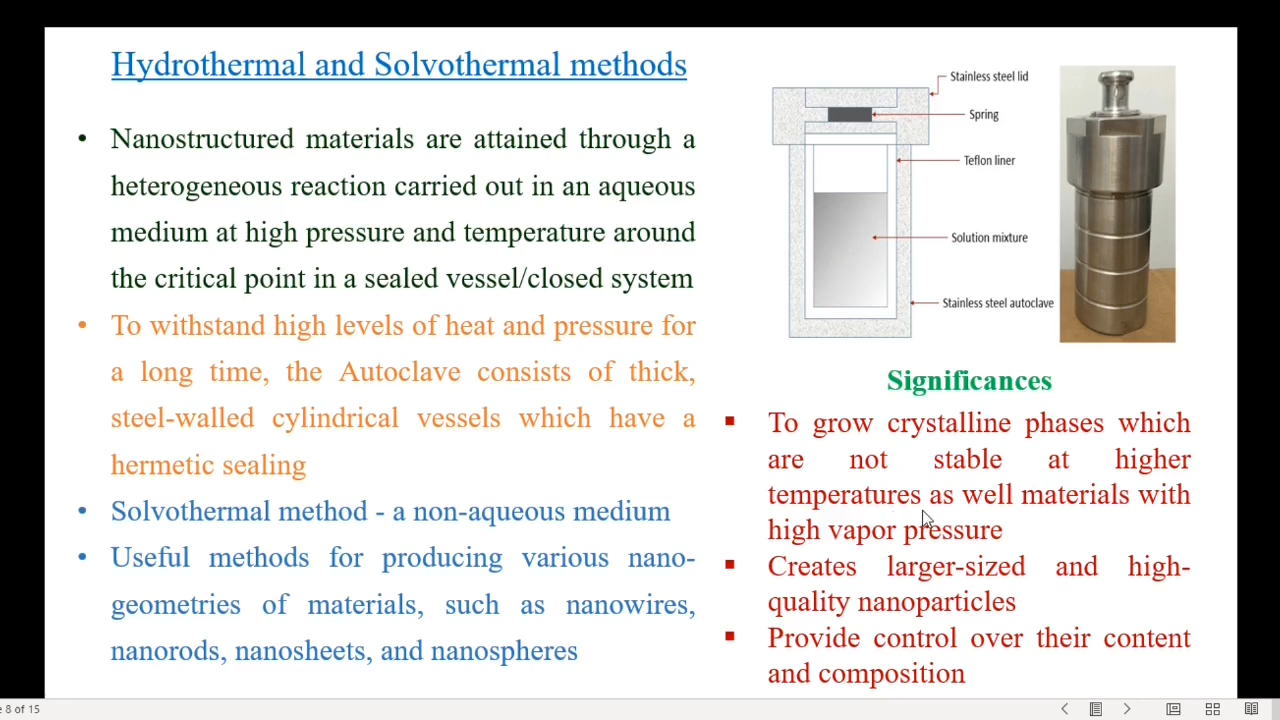 Hydrothermal and Solvothermal methods
• Nanostructured materials are attained through a
heterogeneous reaction carried out in an aqueous
medium at high pressure and temperature around
the critical point in a sealed vessel/closed system
• To withstand high levels of heat and pressure for
a long time, the Autoclave consists of thick,
steel-walled cylindrical vessels which have a
hermetic sealing
• Solvothermal method - a non-aqueous medium
• Useful methods for producing various nano-
geometries of materials, such as nanowires,
nanorods, nanosheets, and nanospheres
Stainless steel lid
Spring
Teflon liner
Solution mixture
Stainless steel autoclave
Significances
▪ To grow crystalline phases which
are not stable at higher
temperatures as well materials with
high vapor pressure
▪ Creates larger-sized and high-
quality nanoparticles
▪ Provide control over their content
and composition
8 of 15